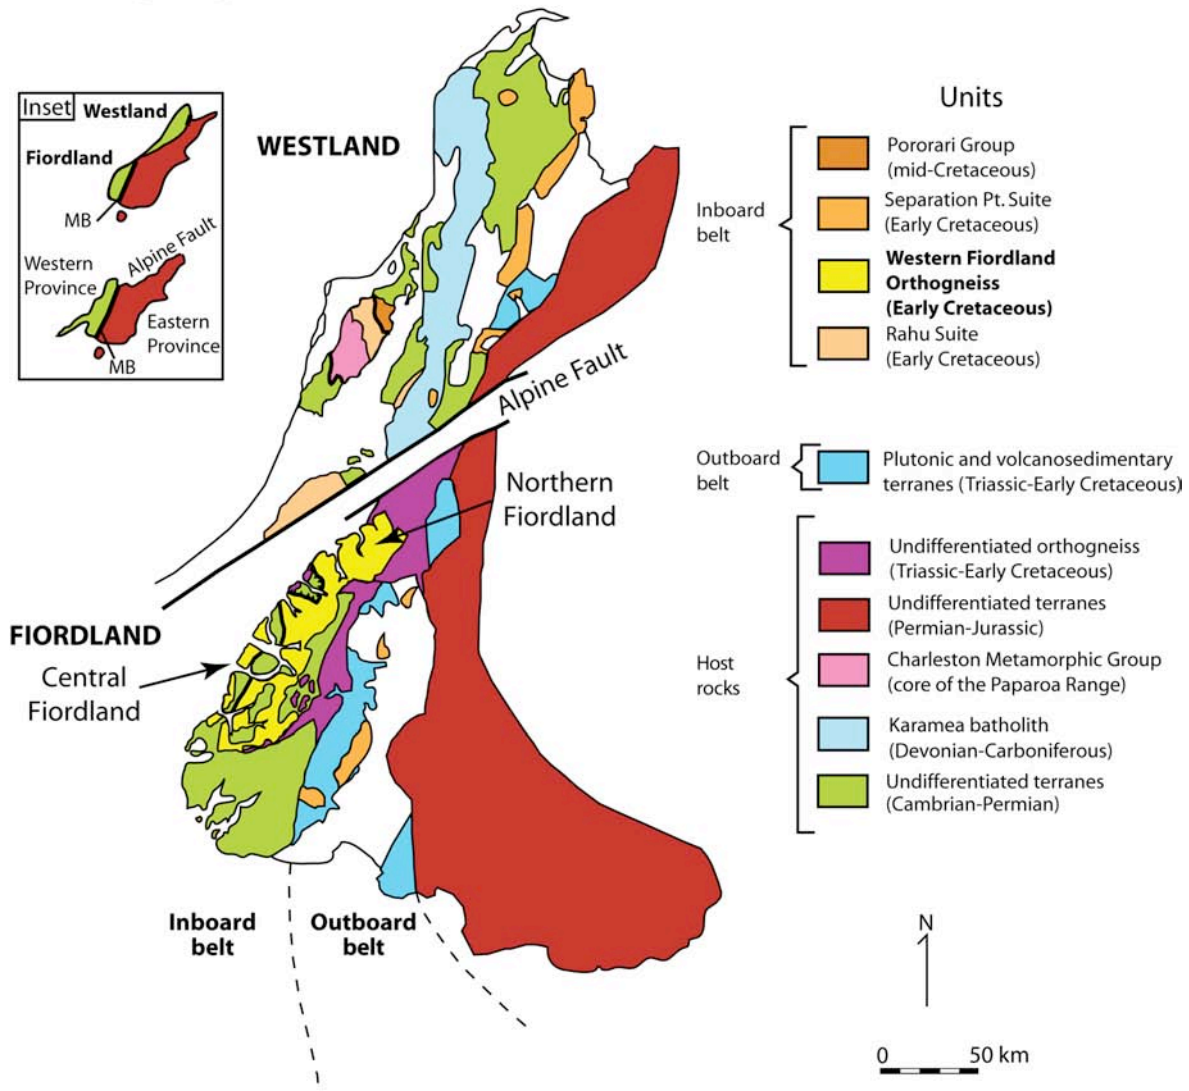 Inset
Westland
Fiordland
MB
Western
Province
Alpine Fault
Eastern
Province
MB
WESTLAND
Alpine Fault
Northern
Fiordland
FIORDLAND
Central
Fiordland
Inboard
belt
Outboard
belt
Units
Inboard
belt
Pororari Group
(mid-Cretaceous)
Separation Pt. Suite
(Early Cretaceous)
Western Fiordland
Orthogneiss
(Early Cretaceous)
Rahu Suite
(Early Cretaceous)
Outboard
belt
Plutonic and volcanosedimentary
terranes (Triassic-Early Cretaceous)
Host
rocks
Undifferentiated orthogneiss
(Triassic-Early Cretaceous)
Undifferentiated terranes
(Permian-Jurassic)
Charleston Metamorphic Group
(core of the Paparoa Range)
Karamea batholith
(Devonian-Carboniferous)
Undifferentiated terranes
(Cambrian-Permian)
N
0 50 km